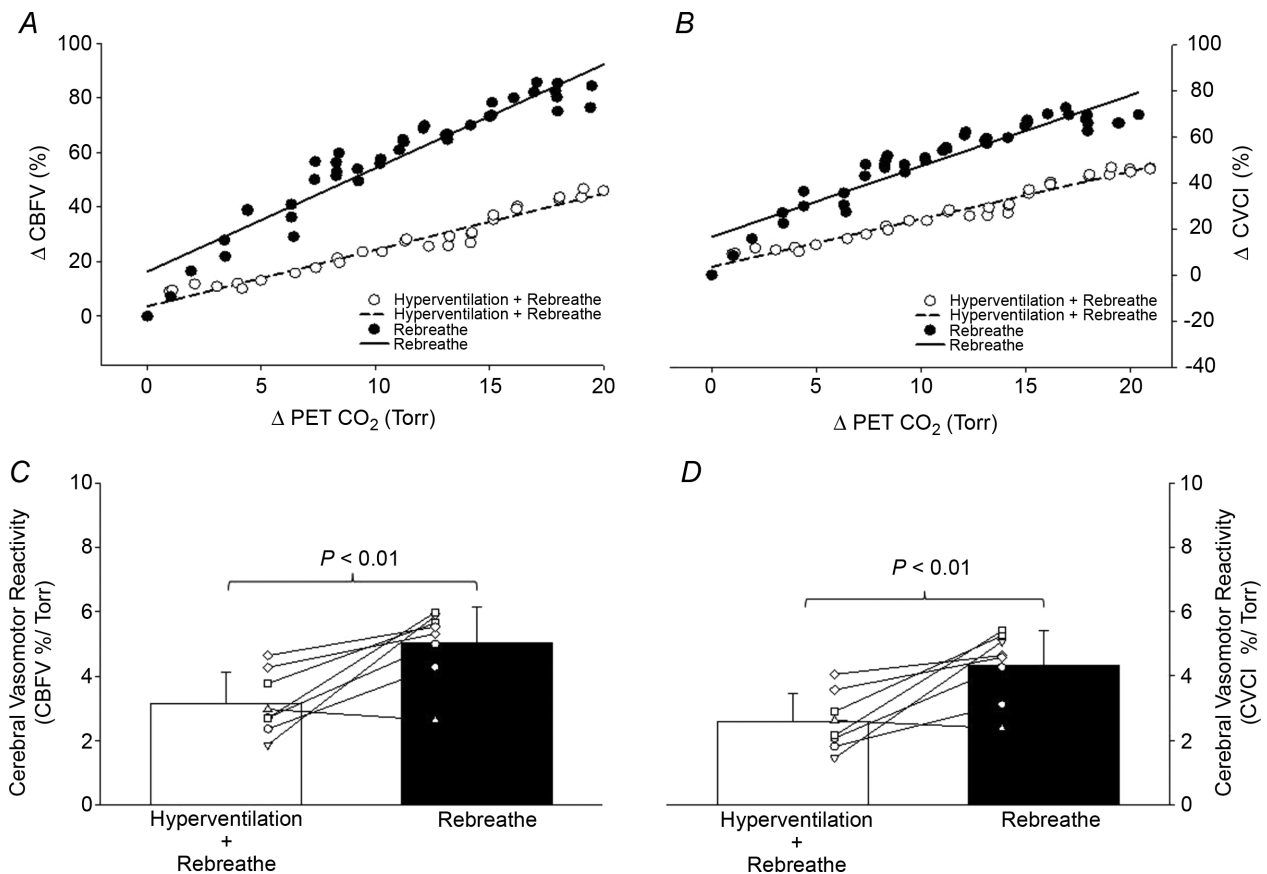 A
100
80
60
40
20
0
Δ CBFV (%)
Hyperventilation + Rebreathe
Hyperventilation + Rebreathe
Rebreathe
Rebreathe
0 5 10 15 20
Δ PET CO₂ (Torr)
B
100
80
60
40
20
0
-20
-40
Δ CVCI (%)
Hyperventilation + Rebreathe
Hyperventilation + Rebreathe
Rebreathe
Rebreathe
0 5 10 15 20
Δ PET CO₂ (Torr)
C
10
8
6
4
2
0
Cerebral Vasomotor Reactivity
(CBFV %/ Torr)
P < 0.01
Hyperventilation
+
Rebreathe
Rebreathe
D
10
8
6
4
2
0
Cerebral Vasomotor Reactivity
(CVCI %/ Torr)
P < 0.01
Hyperventilation
+
Rebreathe
Rebreathe